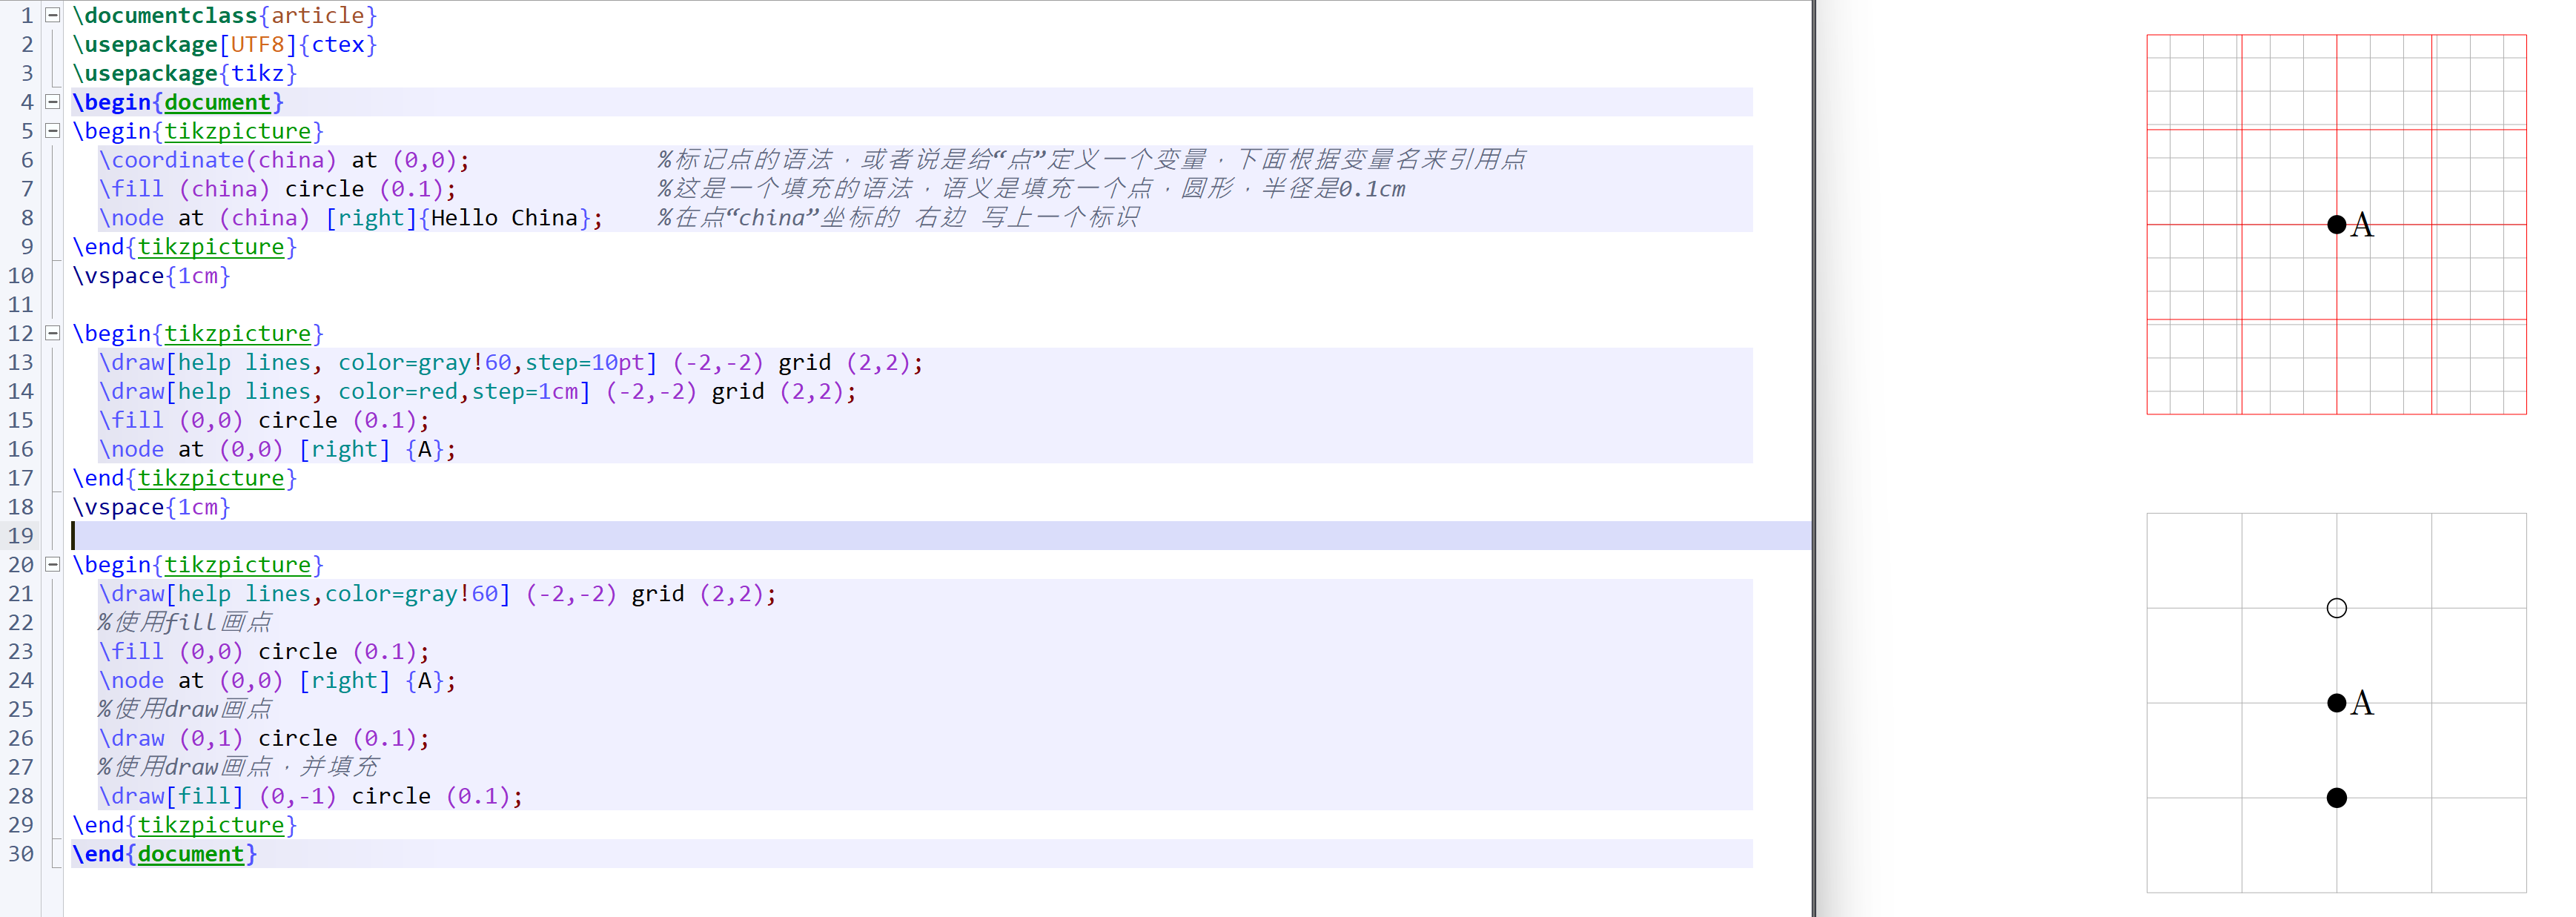 1 \documentclass{article}
2 \usepackage[UTF8]{ctex}
3 \usepackage{tikz}
4 \begin{document}
5 \begin{tikzpicture}
6 \coordinate(china) at (0,0); %标记点的语法，或者说是给“点”定义一个变量，下面根据变量名来引用点
7 \fill (china) circle (0.1); %这是一个填充的语法，语义是填充一个点，圆形，半径是0.1cm
8 \node at (china) [right]{Hello China}; %在点“china”坐标的 右边 写上一个标识
9 \end{tikzpicture}
10 \vspace{1cm}
11
12 \begin{tikzpicture}
13 \draw[help lines, color=gray!60,step=10pt] (-2,-2) grid (2,2);
14 \draw[help lines, color=red,step=1cm] (-2,-2) grid (2,2);
15 \fill (0,0) circle (0.1);
16 \node at (0,0) [right] {A};
17 \end{tikzpicture}
18 \vspace{1cm}
19
20 \begin{tikzpicture}
21 \draw[help lines,color=gray!60] (-2,-2) grid (2,2);
22 %使用fill画点
23 \fill (0,0) circle (0.1);
24 \node at (0,0) [right] {A};
25 %使用draw画点
26 \draw (0,1) circle (0.1);
27 %使用draw画点，并填充
28 \draw[fill] (0,-1) circle (0.1);
29 \end{tikzpicture}
30 \end{document}
A
A